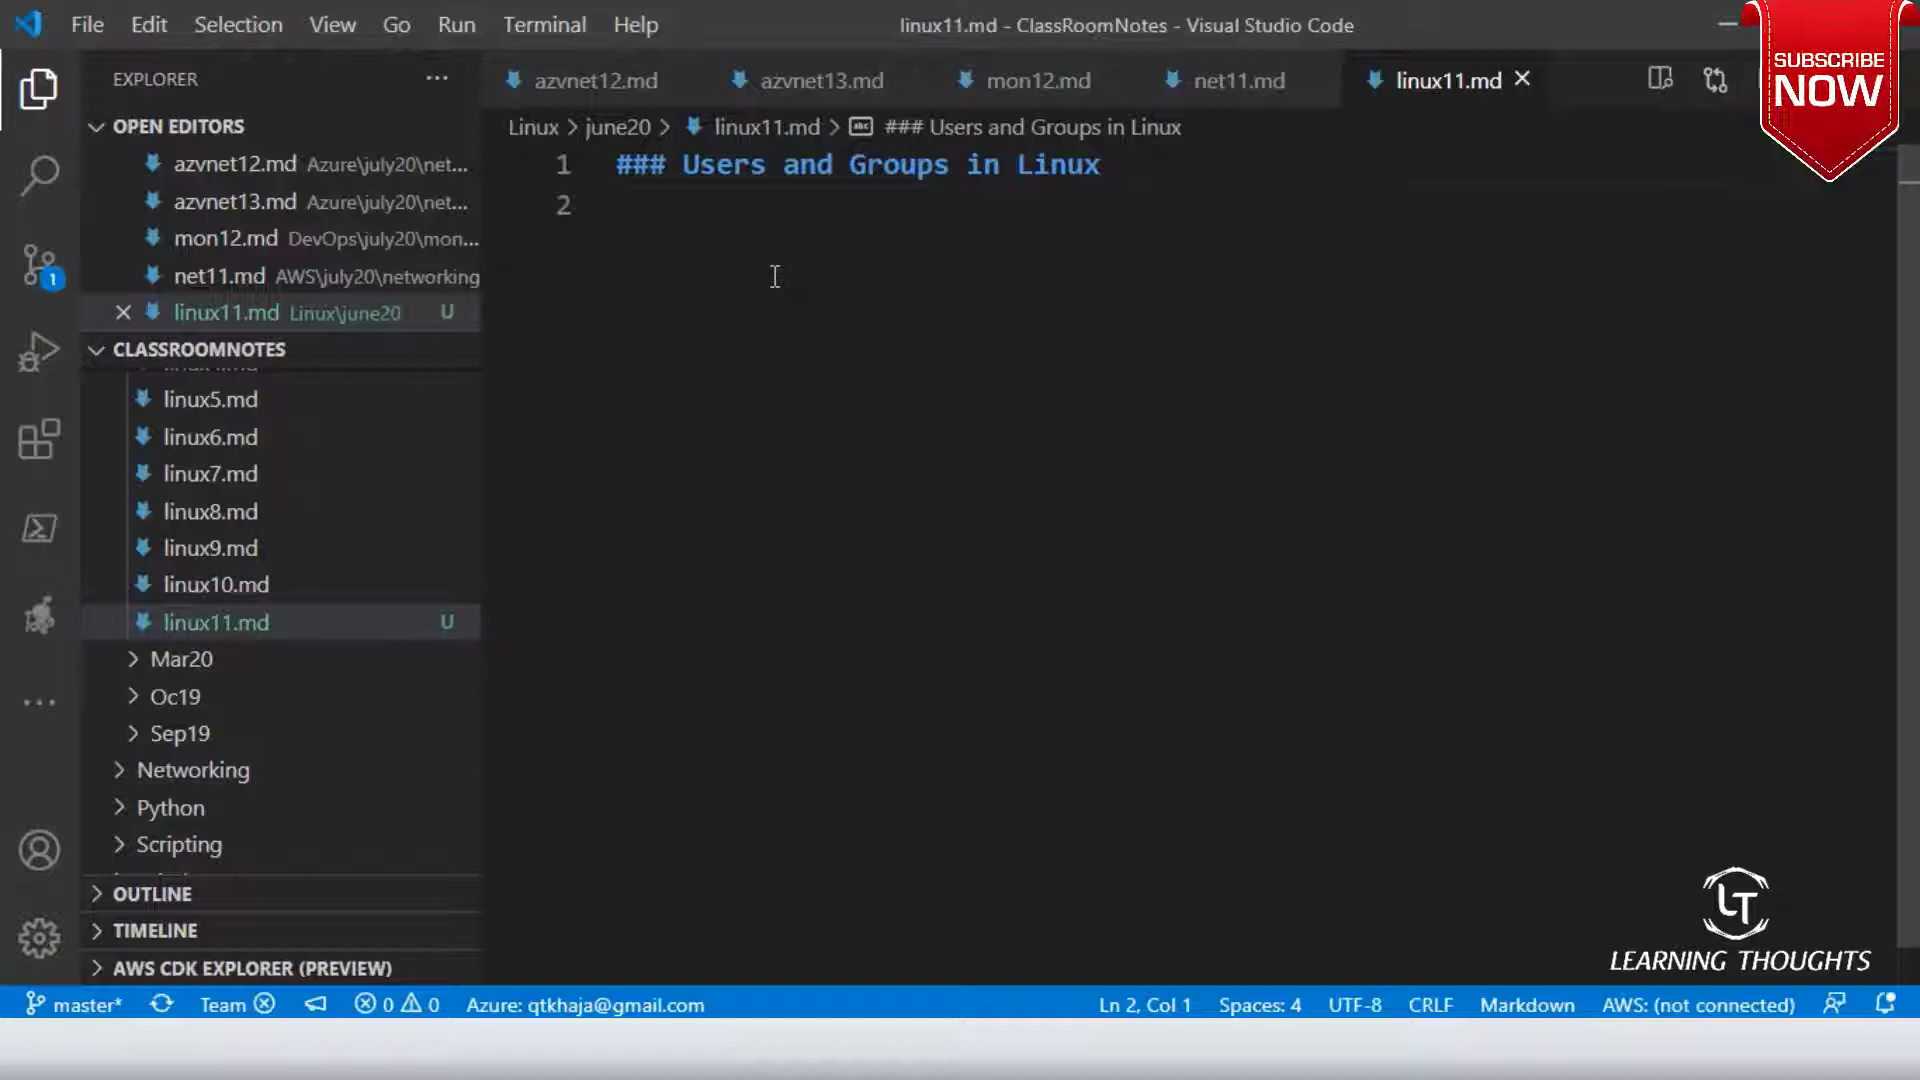 File Edit Selection View Go Run Terminal Help
linux11.md - ClassRoomNotes - Visual Studio Code
SUBSCRIBE
NOW
EXPLORER
azvnet12.md
azvnet13.md
mon12.md
net11.md
linux11.md
OPEN EDITORS
azvnet12.md Azure\july20\net...
azvnet13.md Azure\july20\net...
mon12.md DevOps\july20\mon...
net11.md AWS\july20\networking
linux11.md Linux\june20 U
Linux > june20 > linux11.md > ### Users and Groups in Linux
1 ### Users and Groups in Linux
2
1
CLASSROOMNOTES
linux5.md
linux6.md
linux7.md
linux8.md
linux9.md
linux10.md
linux11.md U
Mar20
Oc19
Sep19
Networking
Python
Scripting
OUTLINE
TIMELINE
AWS CDK EXPLORER (PREVIEW)
LT
LEARNING THOUGHTS
master* Team 0 0 Azure: qtkhaja@gmail.com Ln 2, Col 1 Spaces: 4 UTF-8 CRLF Markdown AWS: (not connected)